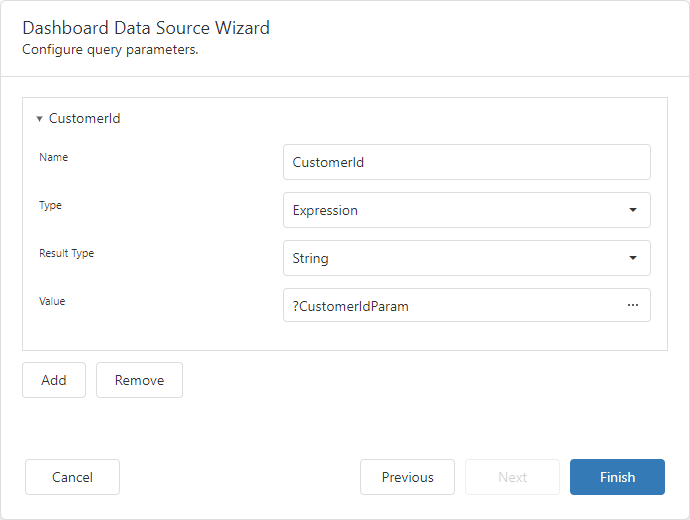 Dashboard Data Source Wizard
Configure query parameters.
CustomerId
Name
CustomerId
Type
Expression
Result Type
String
Value
?CustomerIdParam
...
Add
Remove
Cancel
Previous
Next
Finish